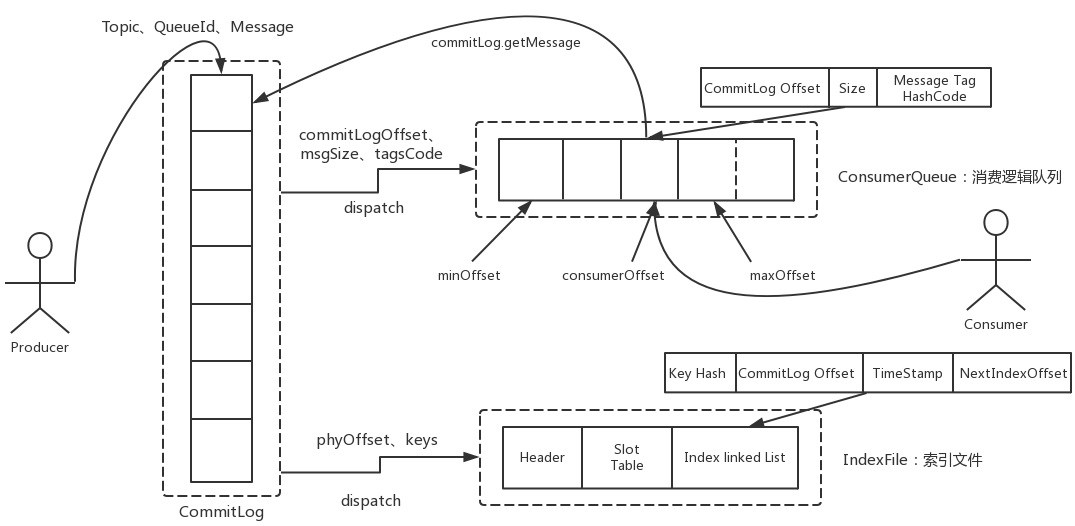 Topic、QueueId、Message
commitLog.getMessage
CommitLog Offset
Size
Message Tag
HashCode
commitLogOffset、
msgSize、tagsCode
dispatch
ConsumerQueue：消费逻辑队列
minOffset
consumerOffset
maxOffset
Producer
Consumer
Key Hash
CommitLog Offset
TimeStamp
NextIndexOffset
phyOffset、keys
dispatch
Header
Slot
Table
Index linked List
IndexFile：索引文件
CommitLog